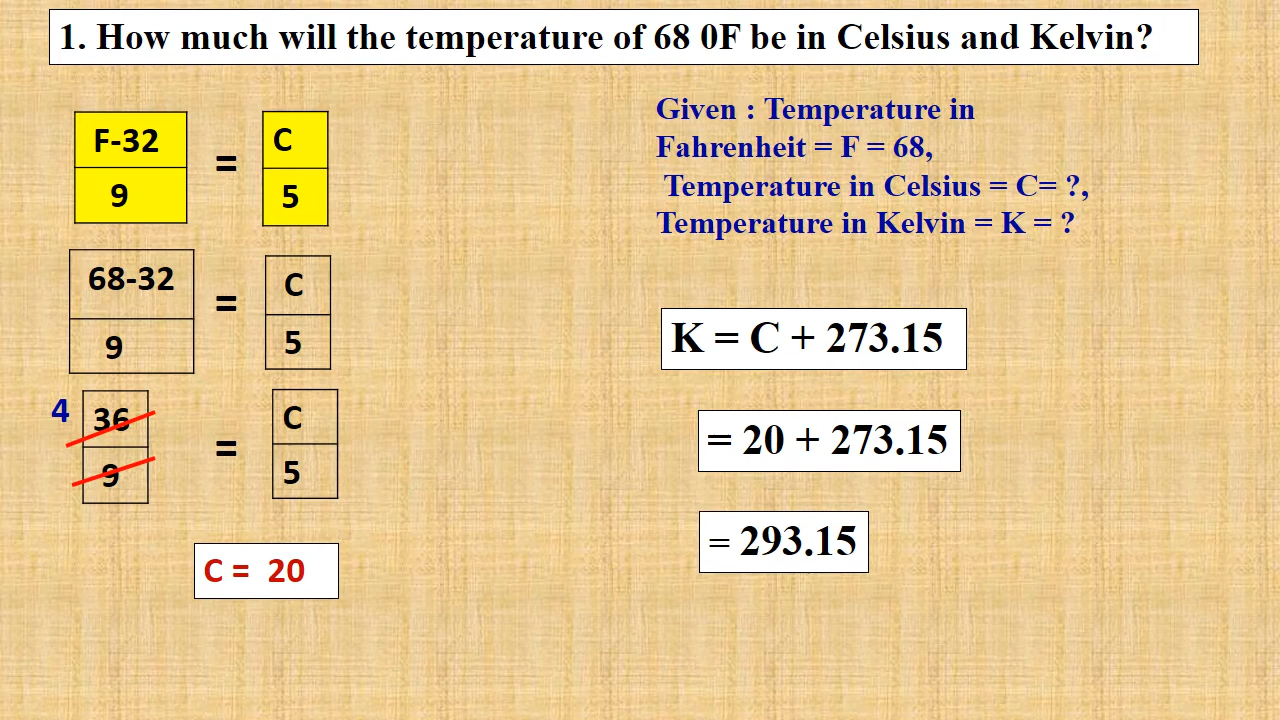 1. How much will the temperature of 68 0F be in Celsius and Kelvin?
F-32 = C
9 5
68-32 = C
9 5
4 36 = C
9 5
C = 20
Given : Temperature in
Fahrenheit = F = 68,
Temperature in Celsius = C= ?,
Temperature in Kelvin = K = ?
K = C + 273.15
= 20 + 273.15
= 293.15